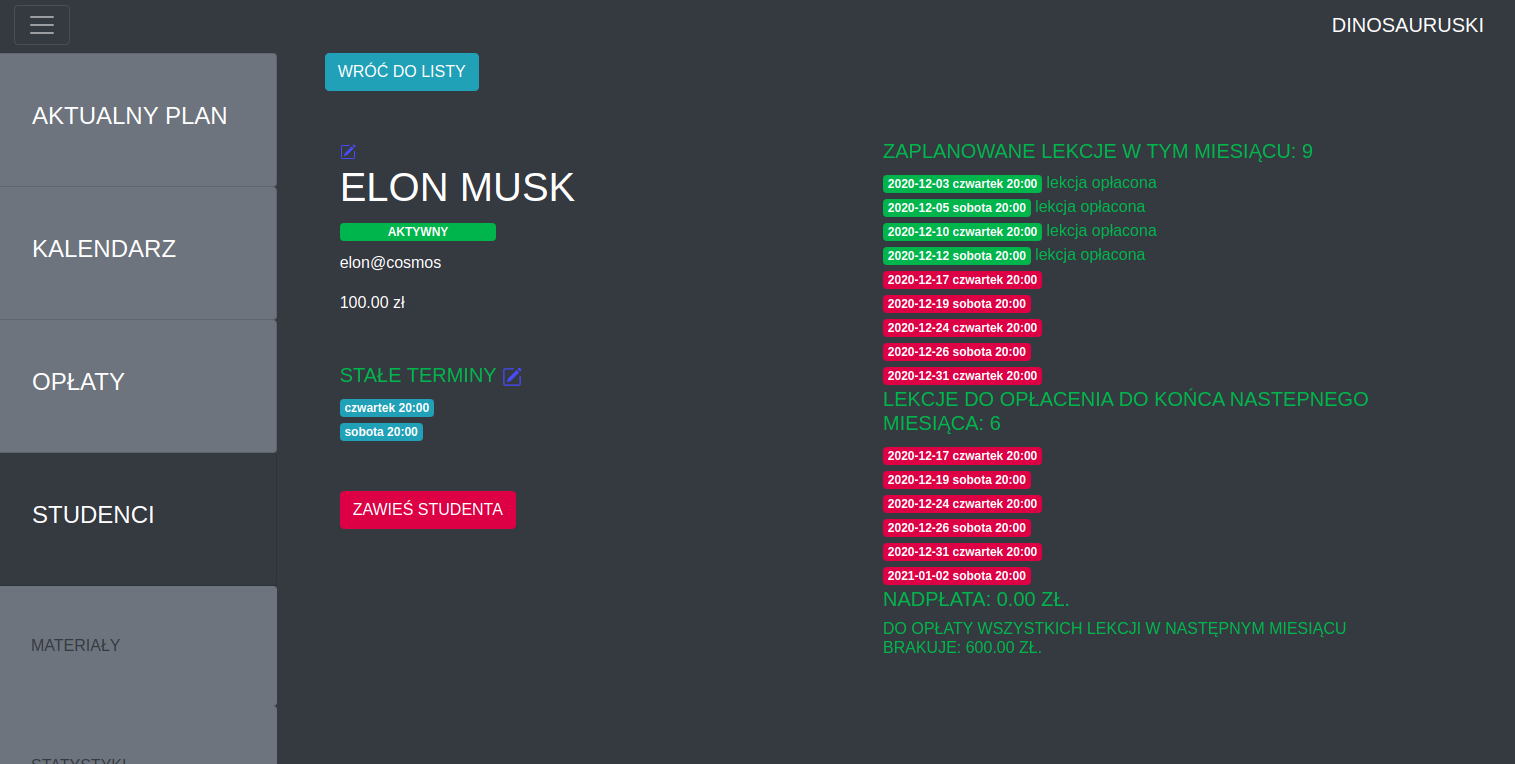 DINOSAURUSKI
AKTUALNY PLAN
KALENDARZ
OPŁATY
STUDENCI
MATERIAŁY
STATYSTYKI
WRÓĆ DO LISTY
ELON MUSK
AKTYWNY
elon@cosmos
100.00 zł
STAŁE TERMINY
czwartek 20:00
sobota 20:00
ZAWIEŚ STUDENTA
ZAPLANOWANE LEKCJE W TYM MIESIĄCU: 9
2020-12-03 czwartek 20:00 lekcja opłacona
2020-12-05 sobota 20:00 lekcja opłacona
2020-12-10 czwartek 20:00 lekcja opłacona
2020-12-12 sobota 20:00 lekcja opłacona
2020-12-17 czwartek 20:00
2020-12-19 sobota 20:00
2020-12-24 czwartek 20:00
2020-12-26 sobota 20:00
2020-12-31 czwartek 20:00
LEKCJE DO OPŁACENIA DO KOŃCA NASTEPNEGO
MIESIĄCA: 6
2020-12-17 czwartek 20:00
2020-12-19 sobota 20:00
2020-12-24 czwartek 20:00
2020-12-26 sobota 20:00
2020-12-31 czwartek 20:00
2021-01-02 sobota 20:00
NADPŁATA: 0.00 ZŁ.
DO OPŁATY WSZYSTKICH LEKCJI W NASTĘPNYM MIESIĄCU
BRAKUJE: 600.00 ZŁ.